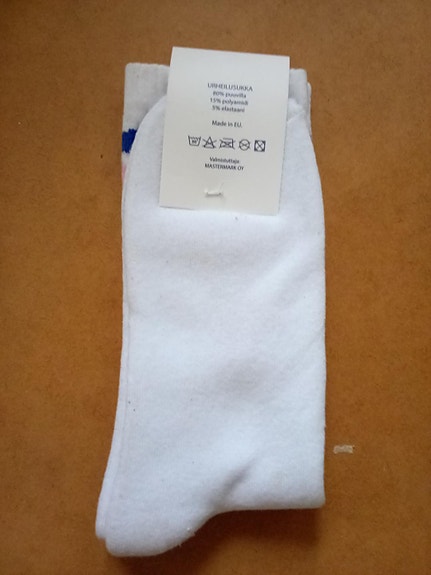 URHEILUSUKKA
80% puuvilla
15% polyamidi
5% elastaani
Made in EU.
Valmistuttaja:
MASTERMARK OY